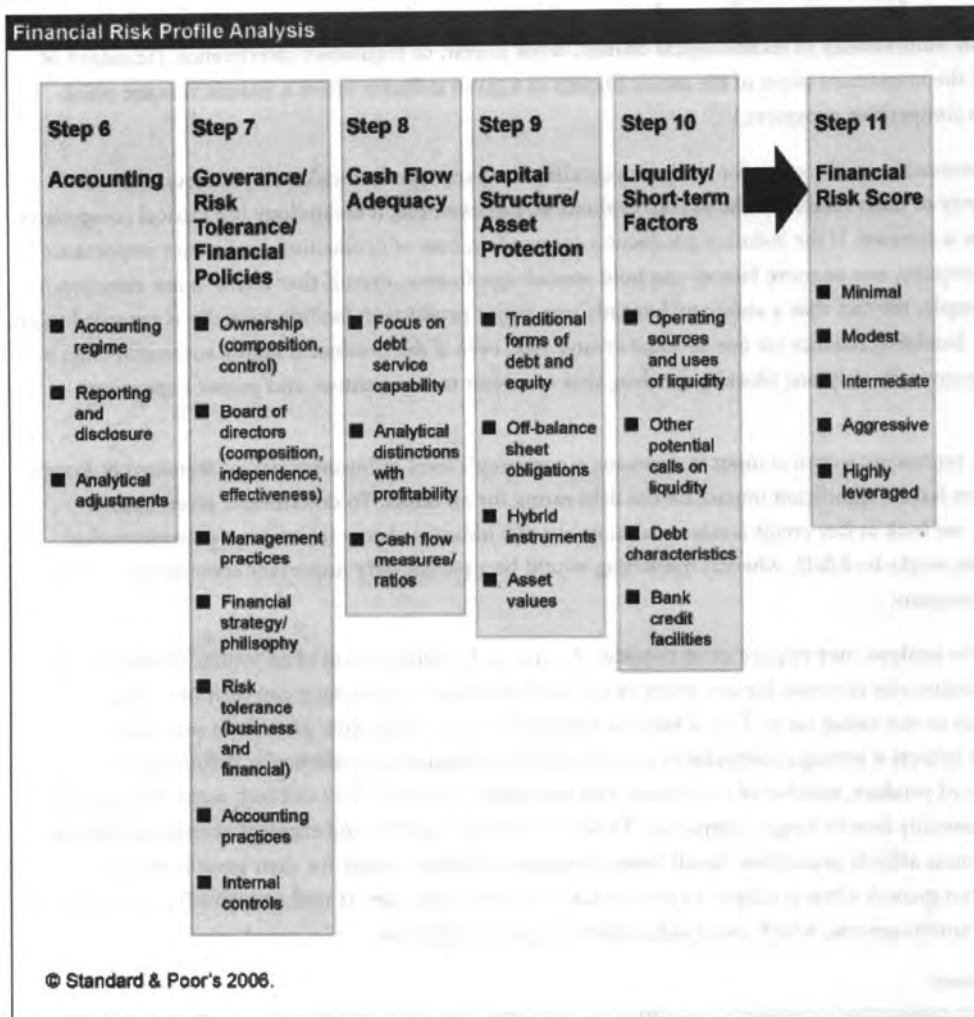 Financial Risk Profile Analysis
Step 6
Accounting
■ Accounting
regime
■ Reporting
and
disclosure
■ Analytical
adjustments
Step 7
Goverance/
Risk
Tolerance/
Financial
Policies
■ Ownership
(composition,
control)
■ Board of
directors
(composition,
independence,
effectiveness)
■ Management
practices
■ Financial
strategy/
philsophy
■ Risk
tolerance
(business
and
financial)
■ Accounting
practices
■ Internal
controls
Step 8
Cash Flow
Adequacy
■ Focus on
debt
service
capability
■ Analytical
distinctions
with
profitability
■ Cash flow
measures/
ratios
Step 9
Capital
Structure/
Asset
Protection
■ Traditional
forms of
debt and
equity
■ Off-balance
sheet
obligations
■ Hybrid
instruments
■ Asset
values
Step 10
Liquidity/
Short-term
Factors
■ Operating
sources
and uses
of liquidity
■ Other
potential
calls on
liquidity
■ Debt
characteristics
■ Bank
credit
facilities
Step 11
Financial
Risk Score
■ Minimal
■ Modest
■ Intermediate
■ Aggressive
■ Highly
leveraged
© Standard & Poor's 2006.